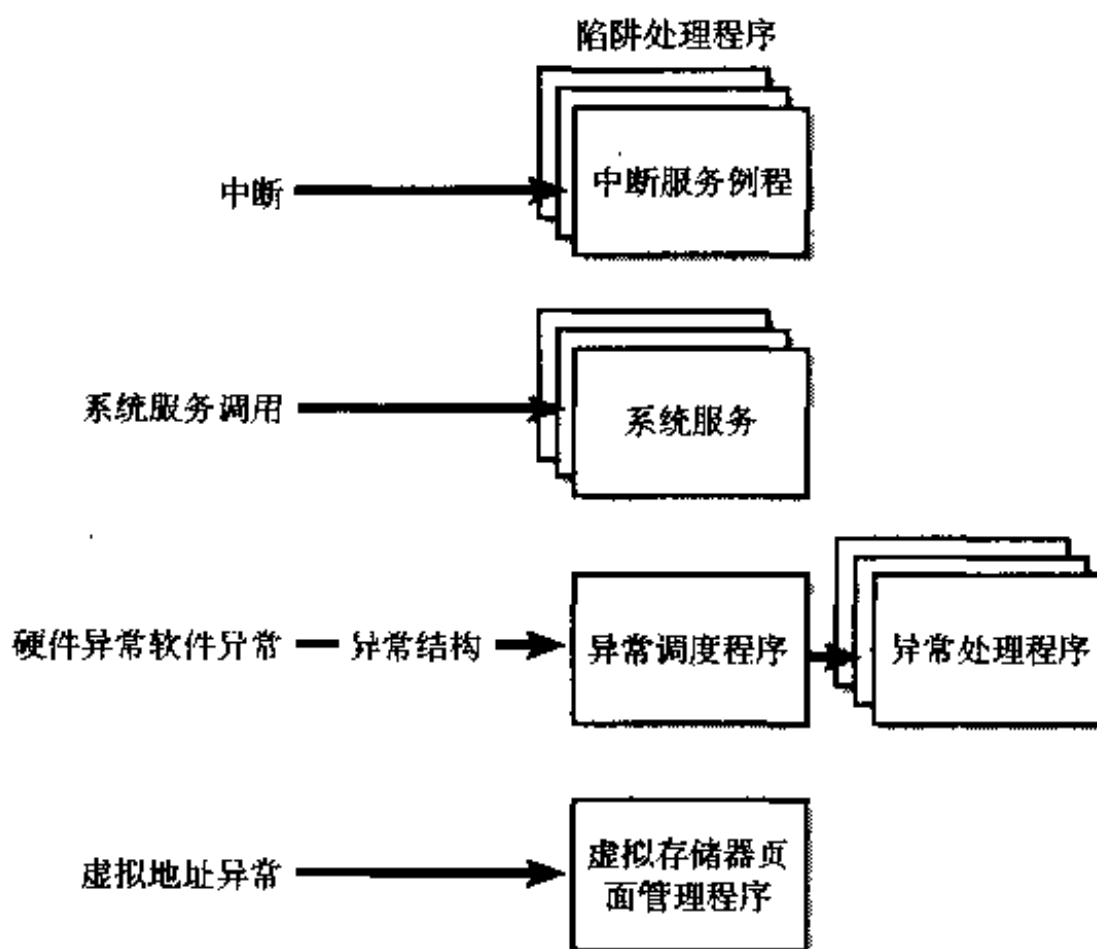 陷阱处理程序
中断
中断服务例程
系统服务调用
系统服务
硬件异常软件异常
异常结构
异常调度程序
异常处理程序
虚拟地址异常
虚拟存储器页
面管理程序